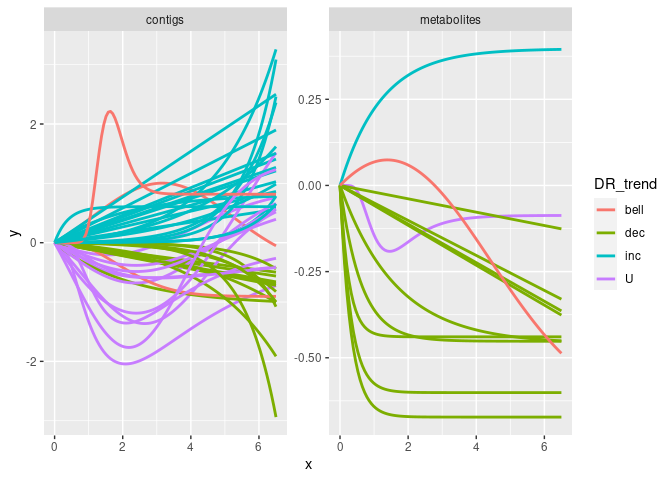 contigs metabolites
2
0
-2
y
0.25
0.00
-0.25
-0.50
0 2 4 6
0 2 4 6
x
DR_trend
bell
dec
inc
U